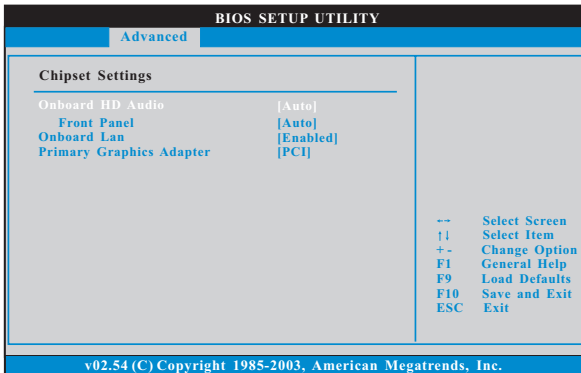 BIOS SETUP UTILITY
Advanced
Chipset Settings
Onboard HD Audio [Auto]
Front Panel [Auto]
Onboard Lan [Enabled]
Primary Graphics Adapter [PCI]
←→ Select Screen
↑↓ Select Item
+ - Change Option
F1 General Help
F9 Load Defaults
F10 Save and Exit
ESC Exit
v02.54 (C) Copyright 1985-2003, American Megatrends, Inc.